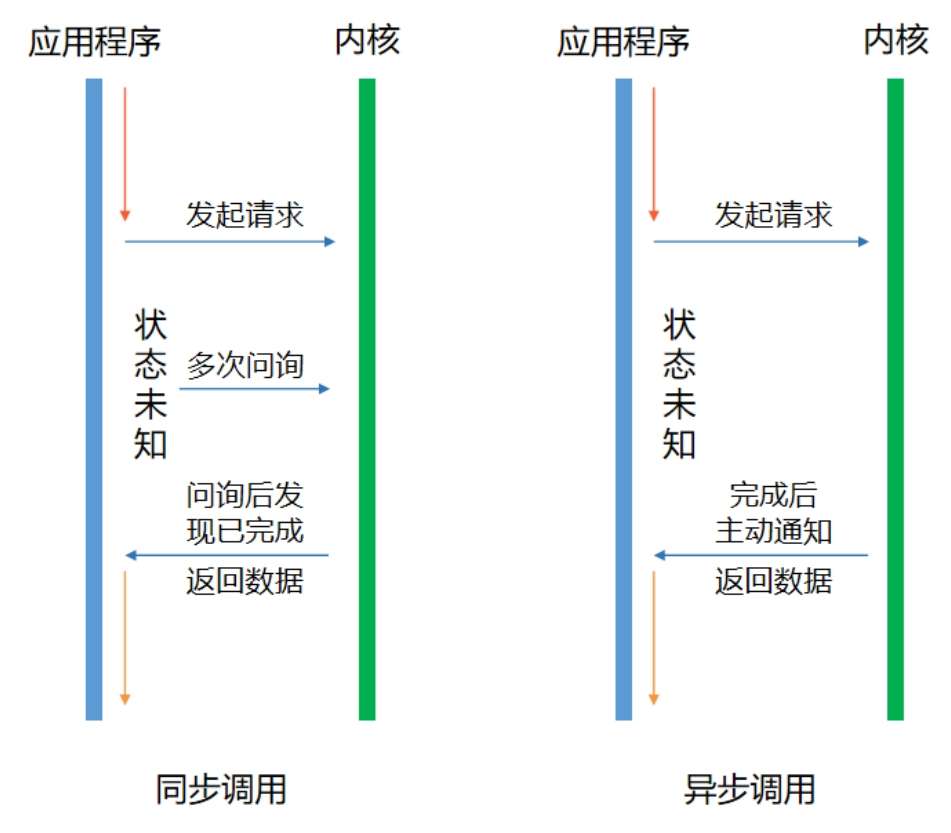 应用程序
内核
发起请求
状态未知
多次问询
问询后发
现已完成
返回数据
同步调用
应用程序
内核
发起请求
状态未知
完成后
主动通知
返回数据
异步调用